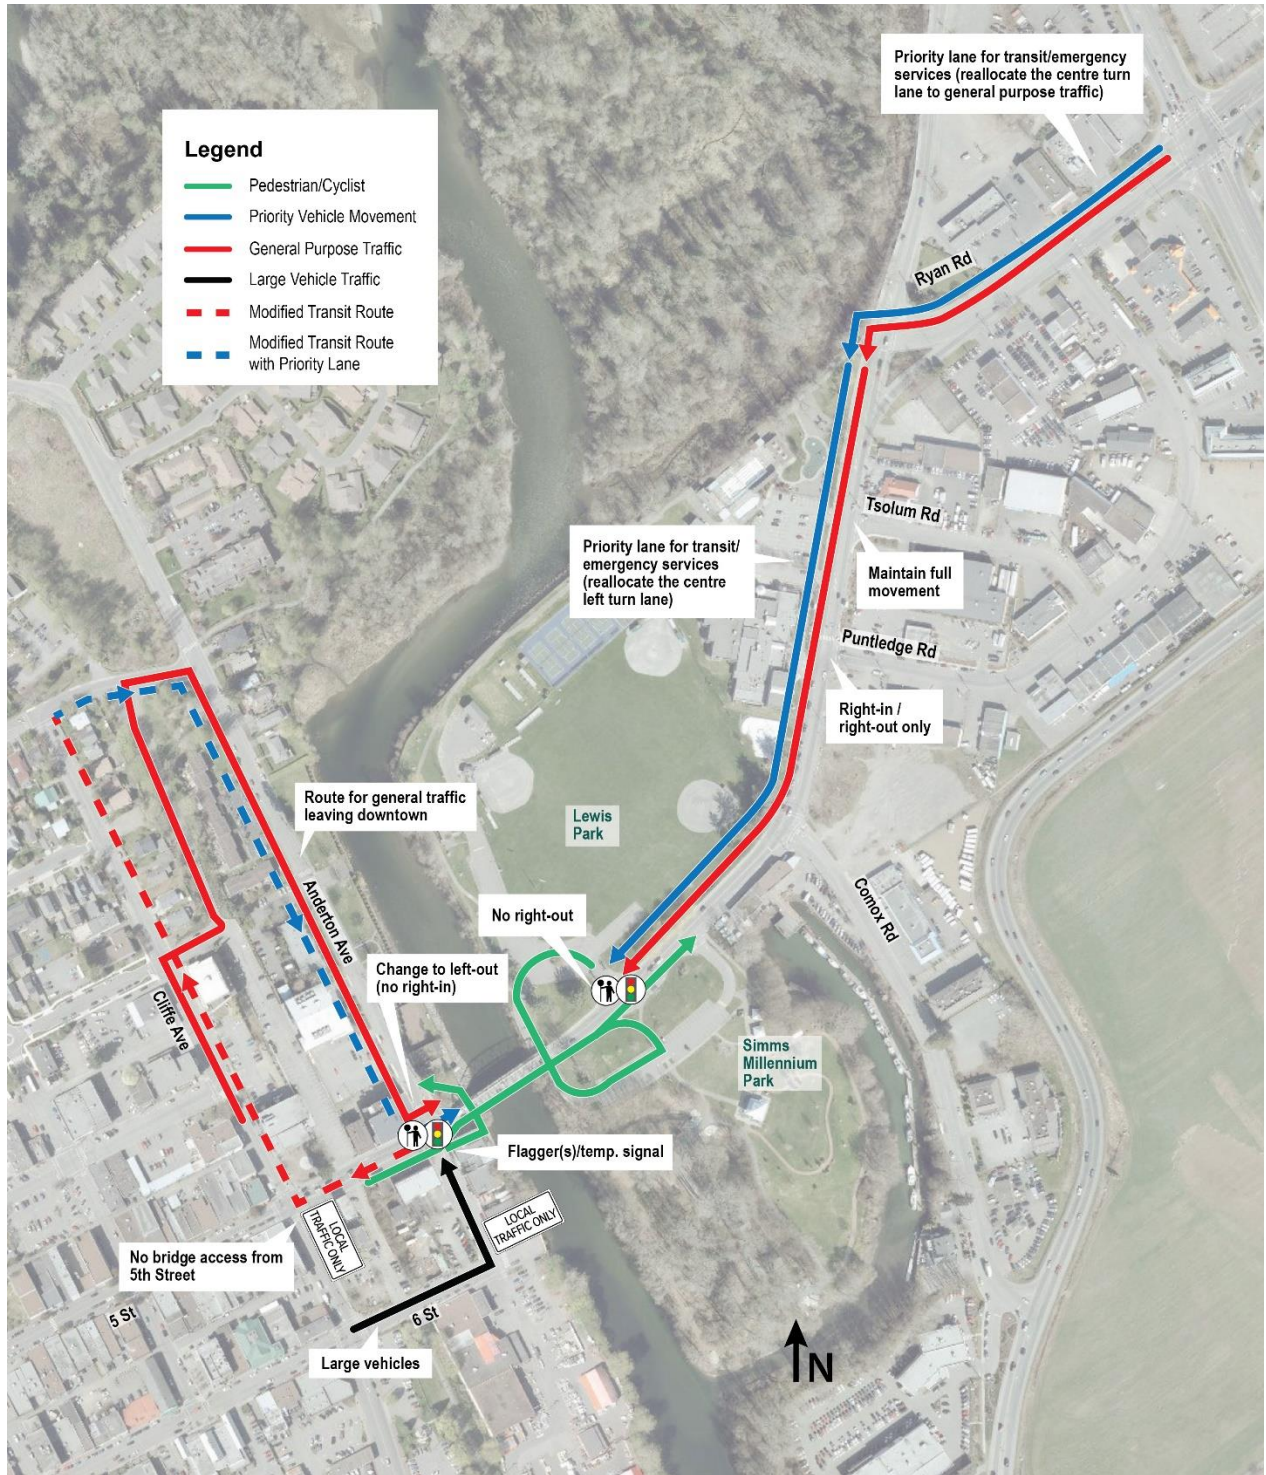 Priority lane for transit/emergency
services (reallocate the centre turn
lane to general purpose traffic)
Legend
Pedestrian/Cyclist
Priority Vehicle Movement
General Purpose Traffic
Large Vehicle Traffic
Modified Transit Route
Modified Transit Route
with Priority Lane
Ryan Rd
Tsolum Rd
Priority lane for transit/
emergency services
(reallocate the centre
left turn lane)
Maintain full
movement
Puntledge Rd
Right-in /
right-out only
Route for general traffic
leaving downtown
Lewis
Park
Anderton Ave
Comox Rd
No right-out
Change to left-out
(no right-in)
Cliffe Ave
Simms
Millennium
Park
Flagger(s)/temp. signal
LOCAL
TRAFFIC ONLY
LOCAL
TRAFFIC ONLY
No bridge access from
5th Street
5 St
6 St
Large vehicles
N